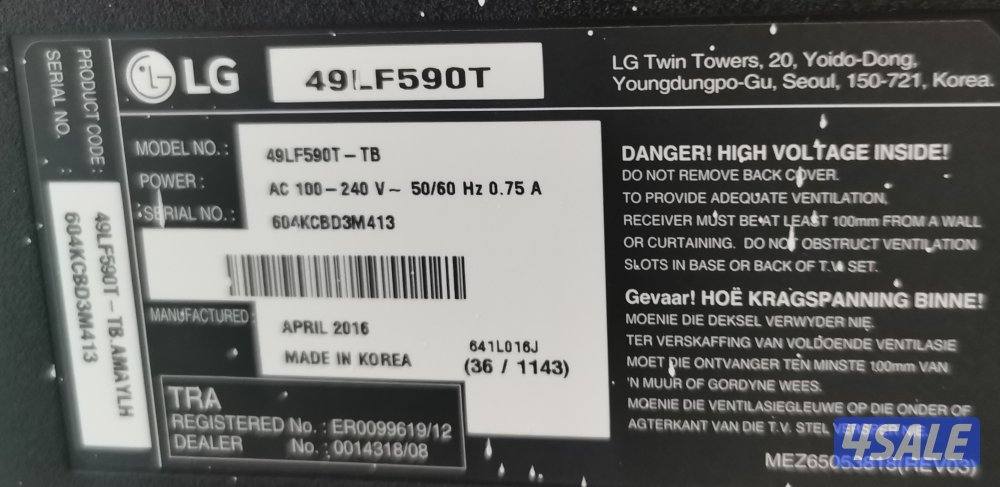 PRODUCT CODE :
SERIAL NO. :
49LF590T - TB.AMAYLH
604KCBD3M413
LG
49LF590T
LG Twin Towers, 20, Yoido-Dong,
Youngdungpo-Gu, Seoul, 150-721, Korea.
MODEL NO. : 49LF590T - TB
POWER : AC 100 - 240 V ~ 50/60 Hz 0.75 A
SERIAL NO. : 604KCBD3M413
MANUFACTURED : APRIL 2016
MADE IN KOREA
641L016J
(36 / 1143)
TRA
REGISTERED No. : ER0099619/12
DEALER No. : 0014318/08
DANGER! HIGH VOLTAGE INSIDE!
DO NOT REMOVE BACK COVER.
TO PROVIDE ADEQUATE VENTILATION,
RECEIVER MUST BE AT LEAST 100mm FROM A WALL
OR CURTAINING. DO NOT OBSTRUCT VENTILATION
SLOTS IN BASE OR BACK OF T.V. SET.
Gevaar! HOË KRAGSPANNING BINNE!
MOENIE DIE DEKSEL VERWYDER NIE.
TER VERSKAFFING VAN VOLDOENDE VENTILASIE
MOET DIE ONTVANGER TEN MINSTE 100mm VAN
'N MUUR OF GORDYNE WEES.
MOENIE DIE VENTILASIEGLEUWE OP DIE ONDER OF
AGTERKANT VAN DIE T.V. STEL VERSPER NIE.
4SALE
MEZ65053818(REV03)